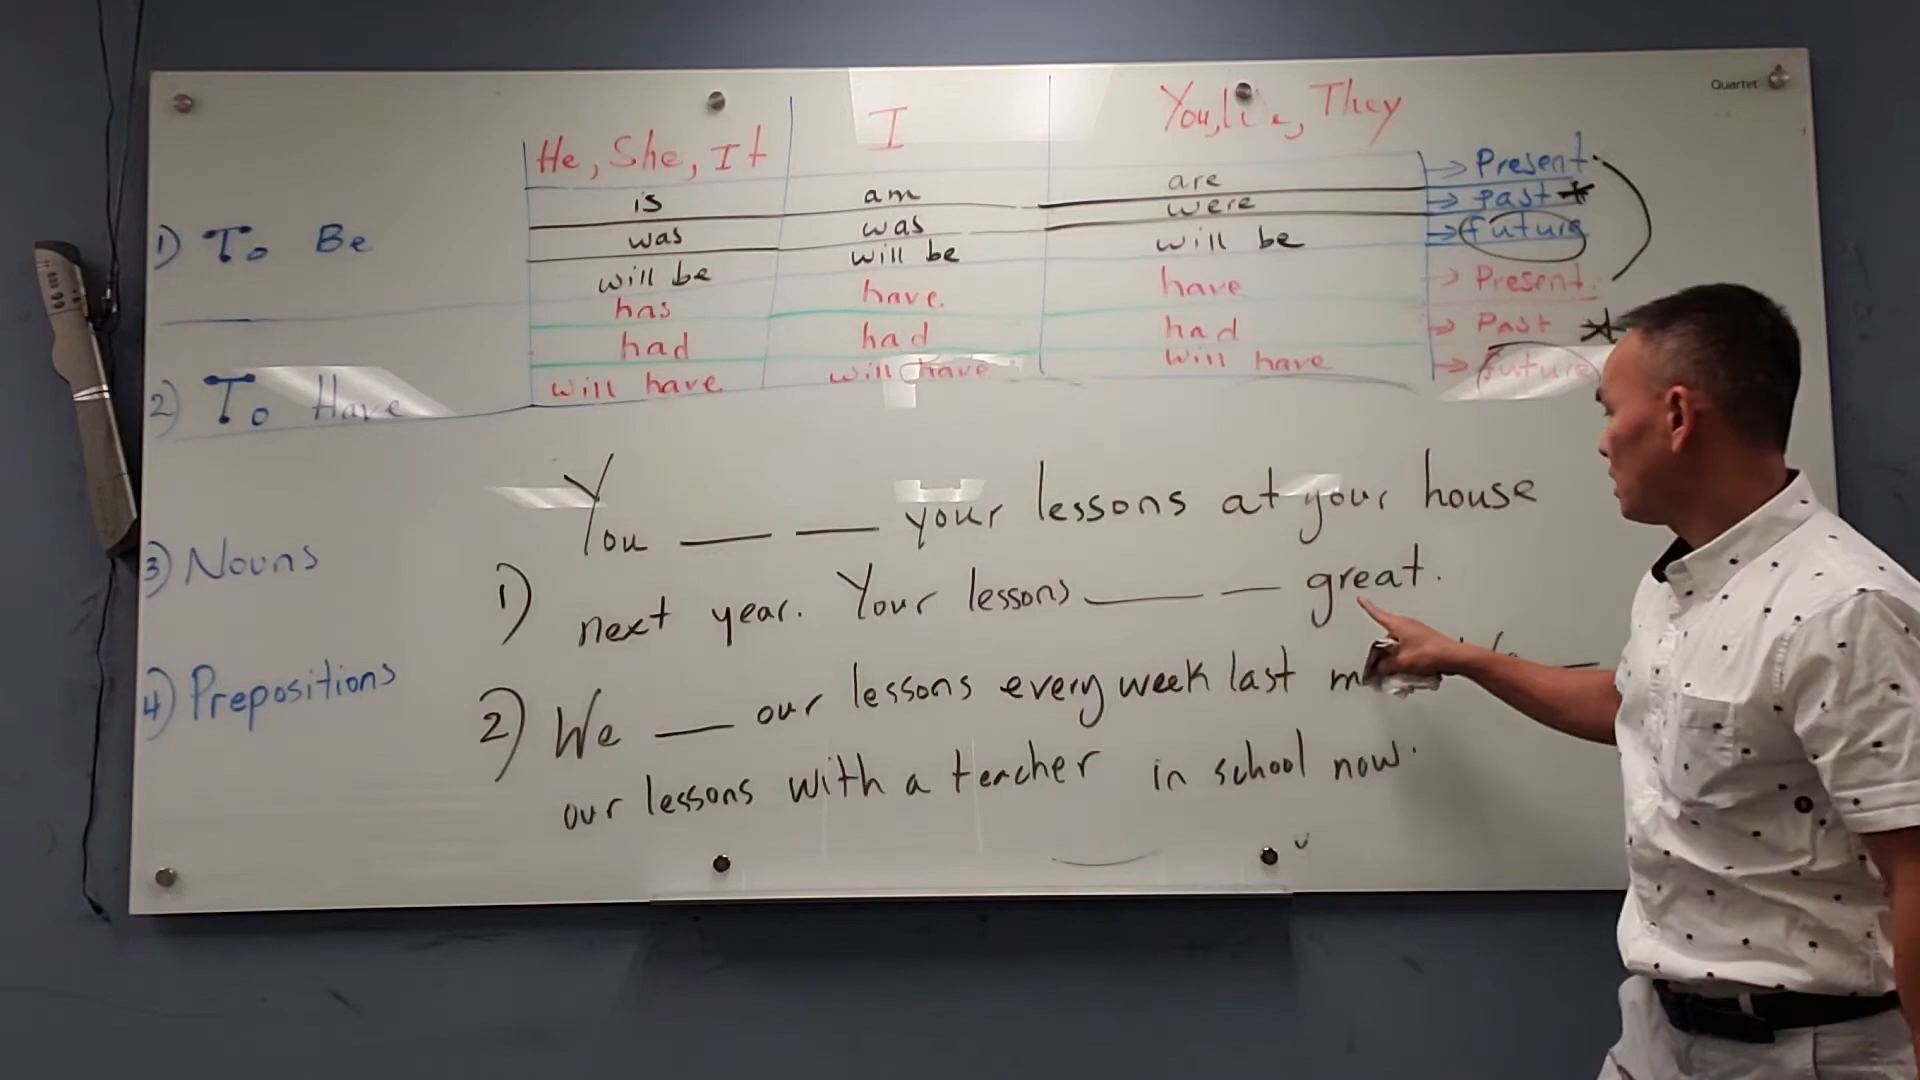 Quartet
He, She, It I You, We, They
is am are → Present
was was were → past *
will be will be will be → future
1) To Be
has have have → Present
had had had → Past *
will have will have will have → future
2) To Have
3) Nouns
4) Prepositions
You ___ ___ your lessons at your house
1) next year. Your lessons ___ ___ great.
2) We ___ our lessons every week last
our lessons with a teacher in school now.